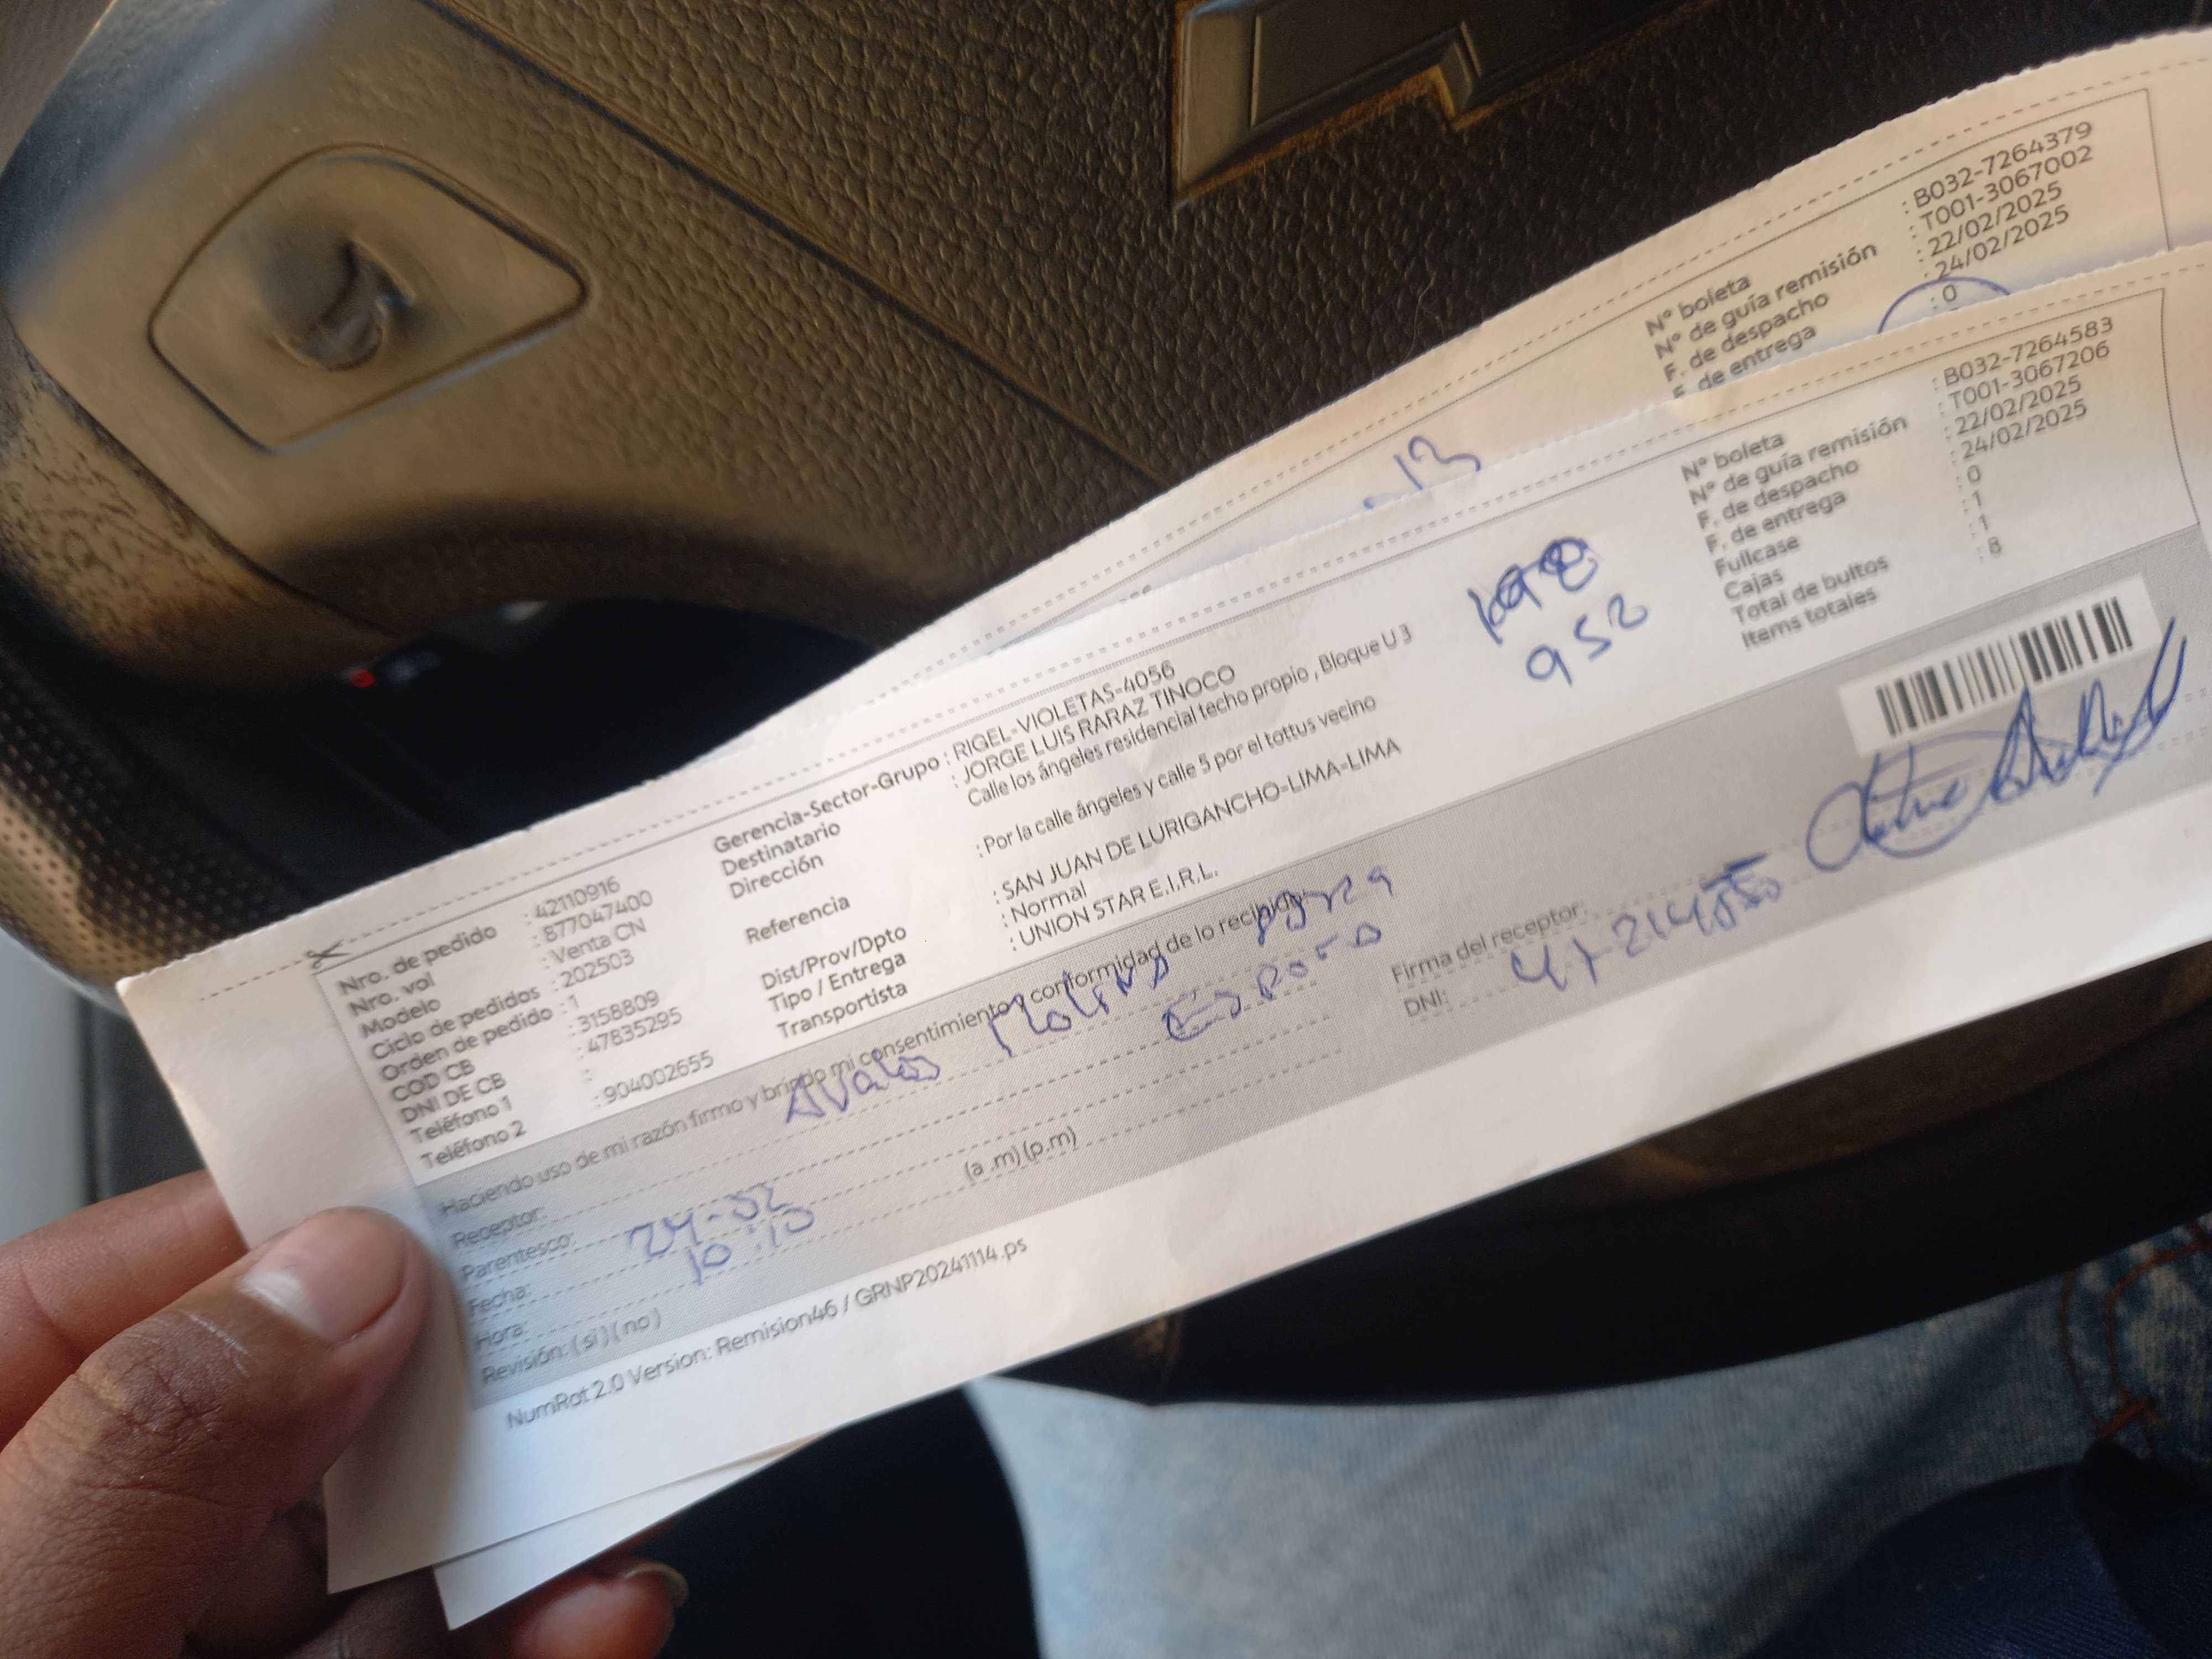 N° boleta : B032-7264379
N° de guía remisión : T001-3067002
F. de despacho : 22/02/2025
F. de entrega : 24/02/2025
: 0
-13
Nro. de pedido : 42110916
Nro. vol : 877047400
Modelo : Venta CN
Ciclo de pedidos : 202503
Orden de pedido : 1
COD CB : 3158809
DNI DE CB : 47835295
Teléfono 1 :
Teléfono 2 : 904002655
Gerencia-Sector-Grupo : RIGEL-VIOLETAS-4056
Destinatario : JORGE LUIS RARAZ TINOCO
Dirección Calle los ángeles residencial techo propio , Bloque U 3
Referencia : Por la calle ángeles y calle 5 por el tottus vecino
Dist/Prov/Dpto : SAN JUAN DE LURIGANCHO-LIMA-LIMA
Tipo / Entrega : Normal
Transportista : UNION STAR E.I.R.L.
952
N° boleta : B032-7264583
N° de guía remisión : T001-3067206
F. de despacho : 22/02/2025
F. de entrega : 24/02/2025
Fullcase : 0
Cajas : 1
Total de bultos : 1
Items totales : 8
Haciendo uso de mi razón firmo y brindo mi consentimiento y conformidad de lo recibido
Receptor: Avalos Molina
Parentesco: Esposo
Fecha: 24-02
Hora: 10:10 (a .m) (p.m)
Revisión: ( si ) ( no )
Firma del receptor:
DNI:
NumRot 2.0 Version: Remision46 / GRNP20241114.ps